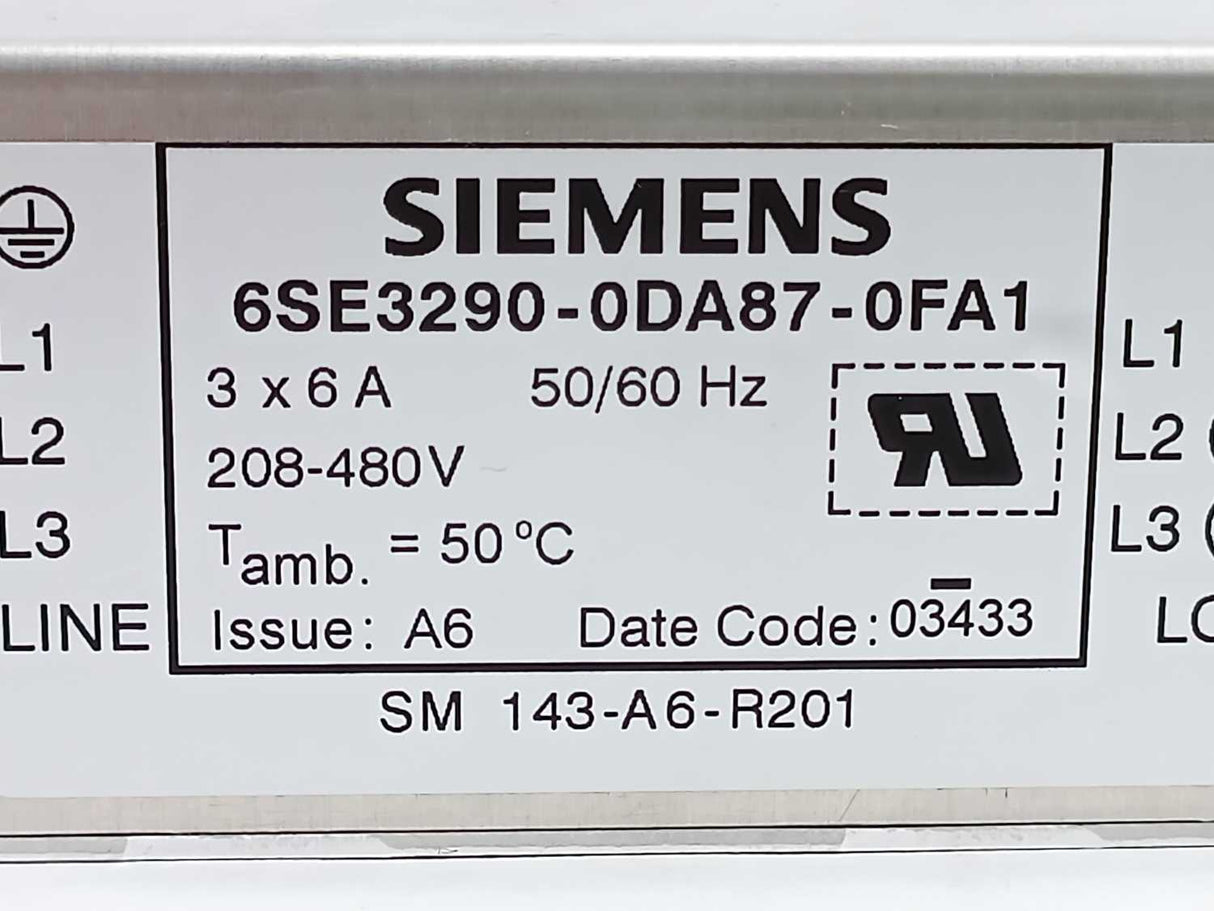 SIEMENS
6SE3290-0DA87-0FA1
3 x 6 A 50/60 Hz
208-480V
Tamb. = 50 °C
Issue: A6 Date Code: 03433
SM 143-A6-R201
L1
L2
L3
LINE
L1
L2
L3